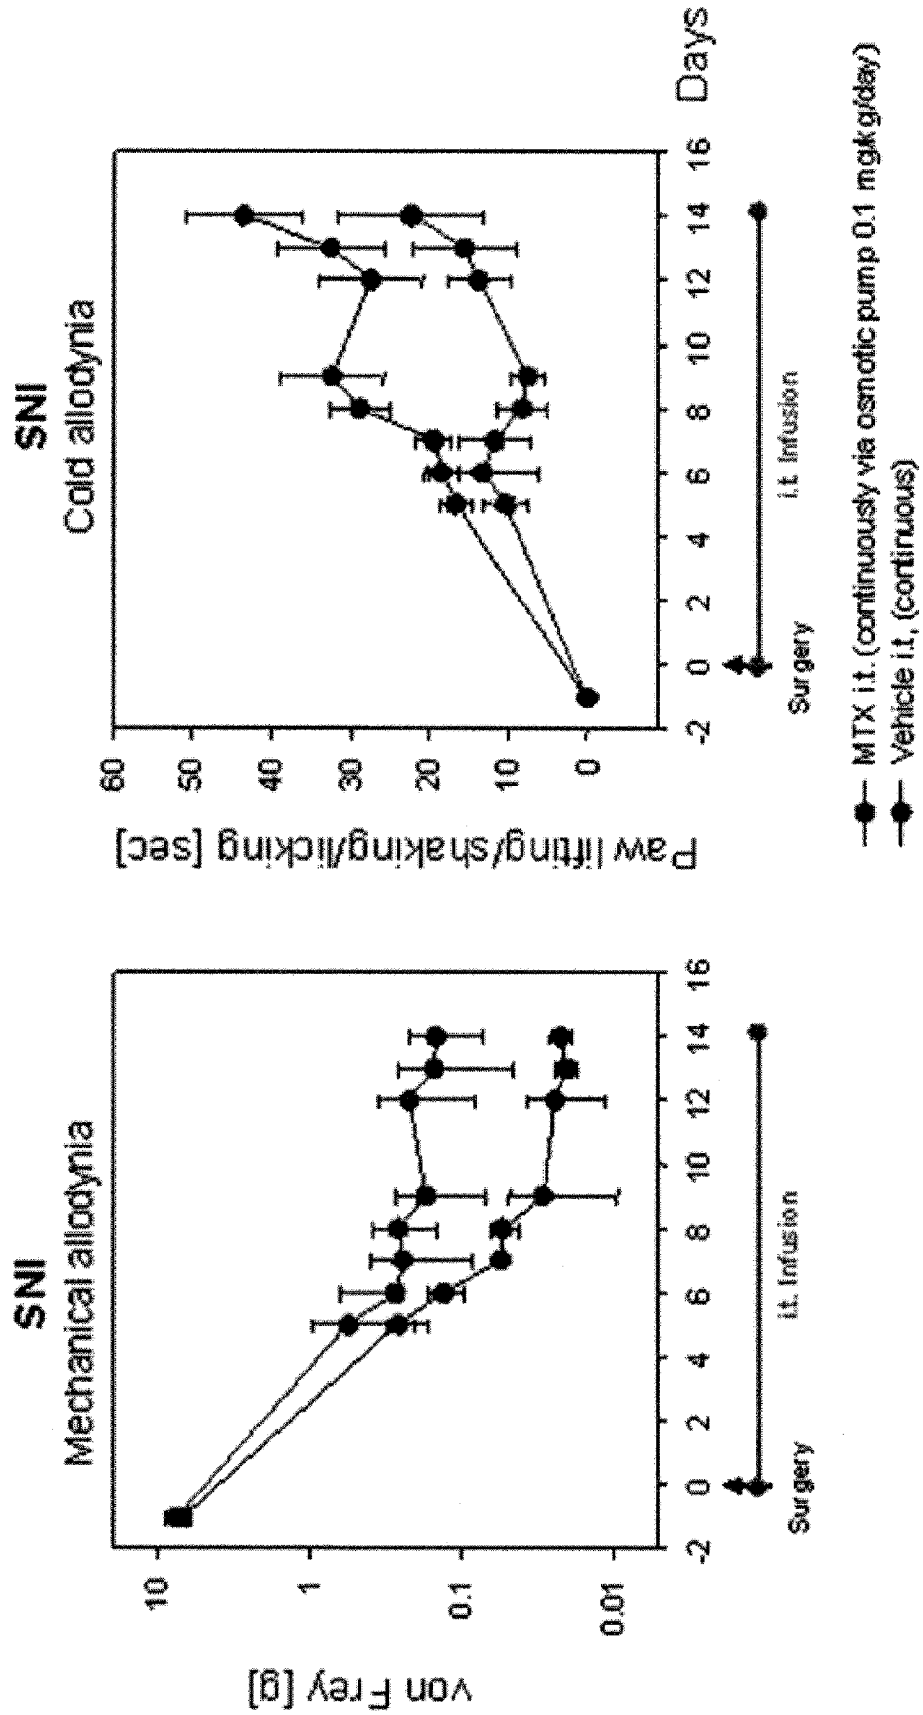 SNI
Mechanical allodynia
von Frey [g]
10
1
0.1
0.01
-2 0 2 4 6 8 10 12 14 16
Surgery
i.t. Infusion
SNI
Cold allodynia
Paw lifting/shaking/licking [sec]
60
50
40
30
20
10
0
-2 0 2 4 6 8 10 12 14 16
Days
Surgery
i.t. Infusion
MTX i.t. (continuously via osmotic pump 0.1 mg/kg/day)
Vehicle i.t, (continuous)